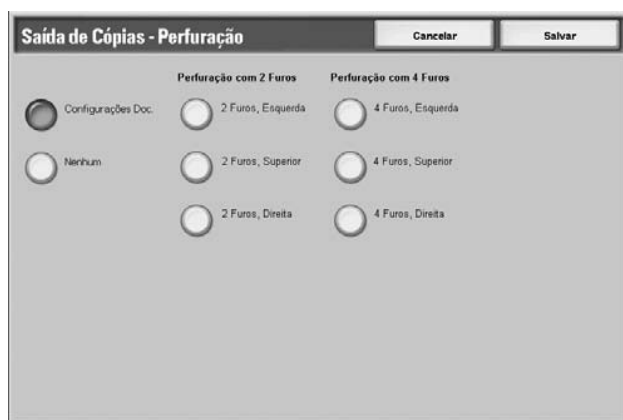 Saída de Cópias - Perfuração
Cancelar
Salvar
Perfuração com 2 Furos
Perfuração com 4 Furos
Configurações Doc.
2 Furos, Esquerda
4 Furos, Esquerda
Nenhum
2 Furos, Superior
4 Furos, Superior
2 Furos, Direita
4 Furos, Direita